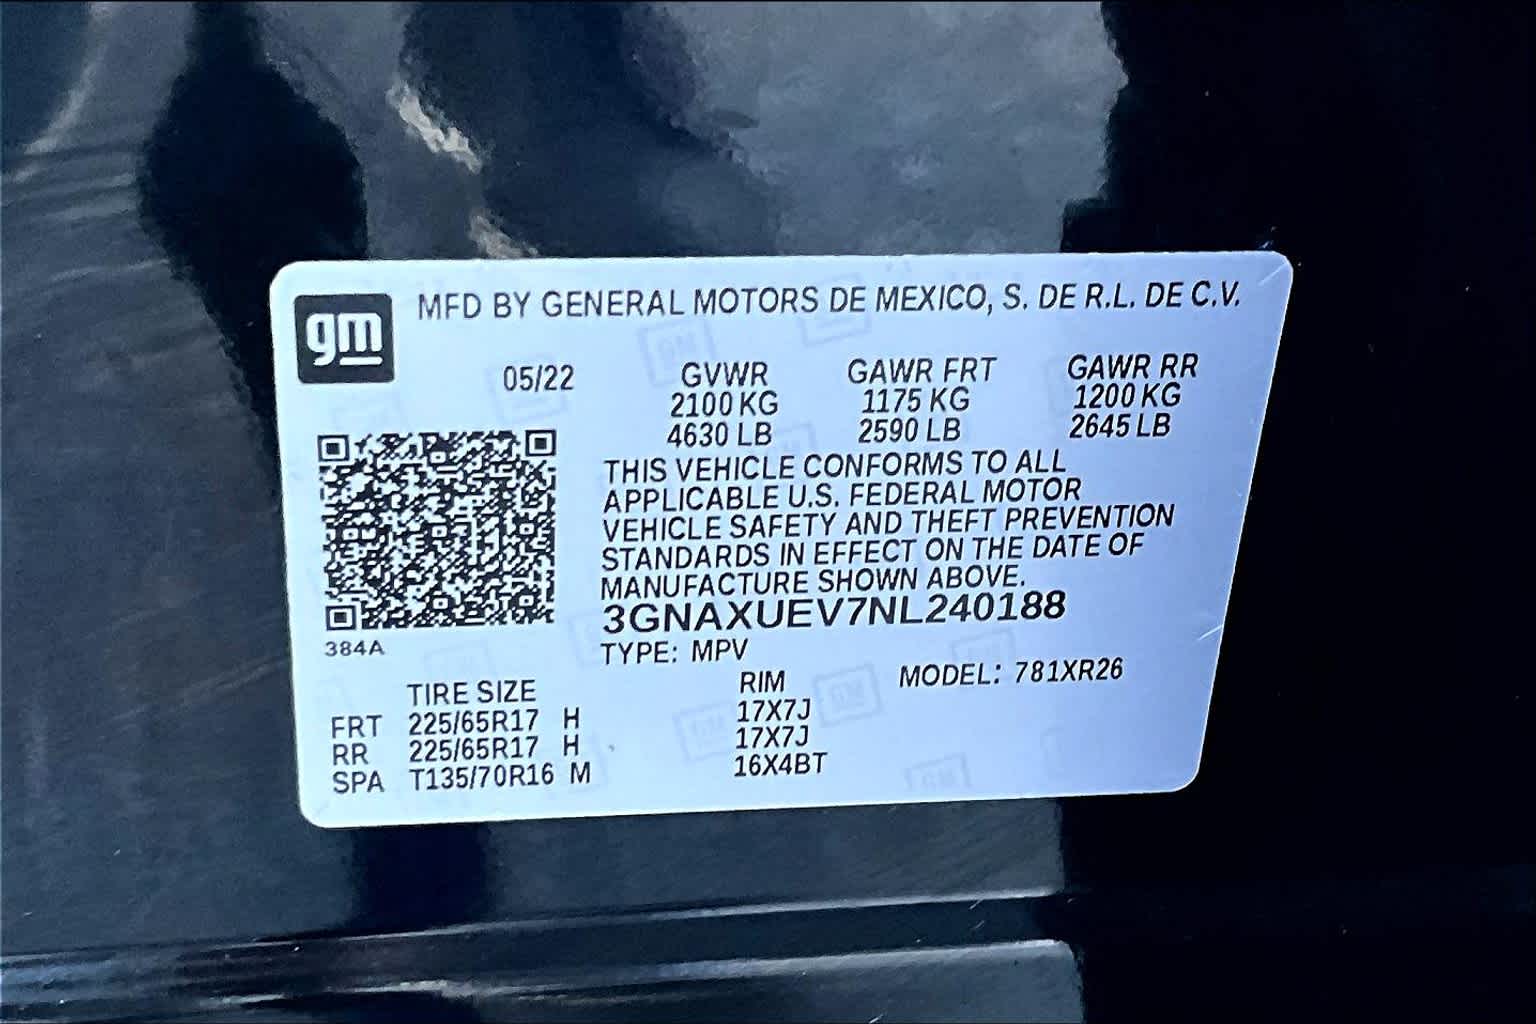 gm
MFD BY GENERAL MOTORS DE MEXICO, S. DE R.L. DE C.V.
05/22 GVWR GAWR FRT GAWR RR
2100 KG 1175 KG 1200 KG
4630 LB 2590 LB 2645 LB
THIS VEHICLE CONFORMS TO ALL
APPLICABLE U.S. FEDERAL MOTOR
VEHICLE SAFETY AND THEFT PREVENTION
STANDARDS IN EFFECT ON THE DATE OF
MANUFACTURE SHOWN ABOVE.
3GNAXUEV7NL240188
384A
TYPE: MPV
MODEL: 781XR26
TIRE SIZE RIM
FRT 225/65R17 H 17X7J
RR 225/65R17 H 17X7J
SPA T135/70R16 M 16X4BT